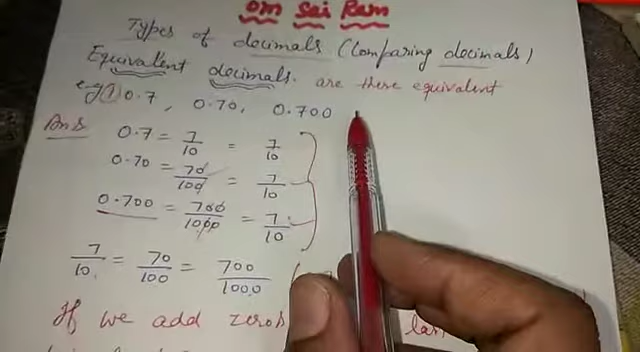 Om Sai Ram
Types of decimals (Comparing decimals)
Equivalent decimals. are these equivalent
e.g. ① 0.7, 0.70, 0.700
Ans 0.7 = 7/10 = 7/10
0.70 = 70/100 = 7/10
0.700 = 700/1000 = 7/10
7/10 = 70/100 = 700/1000
If we add zeros